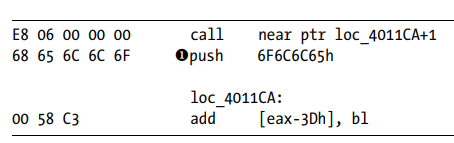 E8 06 00 00 00 call near ptr loc_4011CA+1
68 65 6C 6C 6F ❶push 6F6C6C65h
loc_4011CA:
00 58 C3 add [eax-3Dh], bl